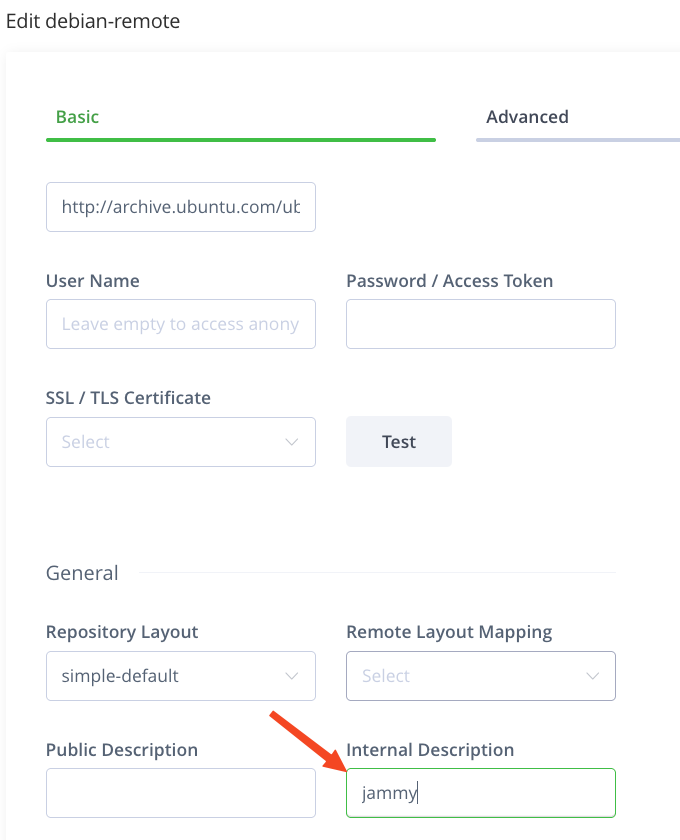 Edit debian-remote
Basic
Advanced
http://archive.ubuntu.com/ub
User Name
Password / Access Token
Leave empty to access anony
SSL / TLS Certificate
Select
Test
General
Repository Layout
Remote Layout Mapping
simple-default
Select
Public Description
Internal Description
jammy